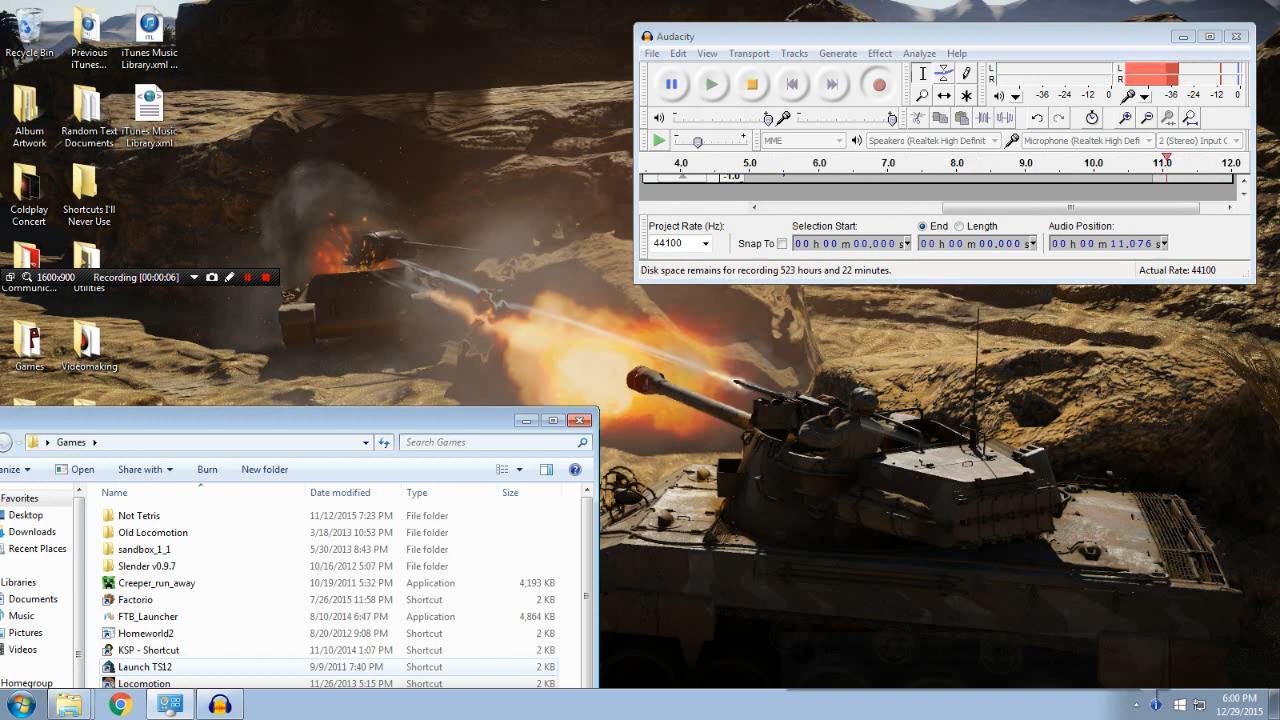 Recycle Bin
Previous iTunes...
iTunes Music Library.xml ...
Album Artwork
Random Text Documents
iTunes Music Library.xml
Coldplay Concert
Shortcuts I'll Never Use
Communic...
Utilities
1600x900 Recording [00:00:06]
Games
Videomaking
Audacity
File Edit View Transport Tracks Generate Effect Analyze Help
L
R
-36 -24 -12 0
L
R
-36 -24 -12 0
MME
Speakers (Realtek High Definit
Microphone (Realtek High Defi
2 (Stereo) Input C
4.0 5.0 6.0 7.0 8.0 9.0 10.0 11.0 12.0
-1.0
Project Rate (Hz):
44100
Snap To
Selection Start:
00 h 00 m 00.000 s
End Length
00 h 00 m 00.000 s
Audio Position:
00 h 00 m 11.076 s
Disk space remains for recording 523 hours and 22 minutes.
Actual Rate: 44100
Games
Search Games
anize Open Share with Burn New folder
Name Date modified Type Size
Favorites
Desktop
Downloads
Recent Places
Libraries
Documents
Music
Pictures
Videos
Homegroup
Not Tetris 11/12/2015 7:23 PM File folder
Old Locomotion 3/18/2013 10:53 PM File folder
sandbox_1_1 5/30/2013 8:43 PM File folder
Slender v0.9.7 10/16/2012 5:07 PM File folder
Creeper_run_away 10/19/2011 5:32 PM Application 4,193 KB
Factorio 7/26/2015 11:58 PM Shortcut 2 KB
FTB_Launcher 8/10/2014 6:47 PM Application 4,864 KB
Homeworld2 8/20/2012 9:08 PM Shortcut 2 KB
KSP - Shortcut 11/10/2014 1:07 PM Shortcut 2 KB
Launch TS12 9/9/2011 7:40 PM Shortcut 2 KB
Locomotion 11/26/2013 5:15 PM Shortcut 2 KB
6:00 PM
12/29/2015